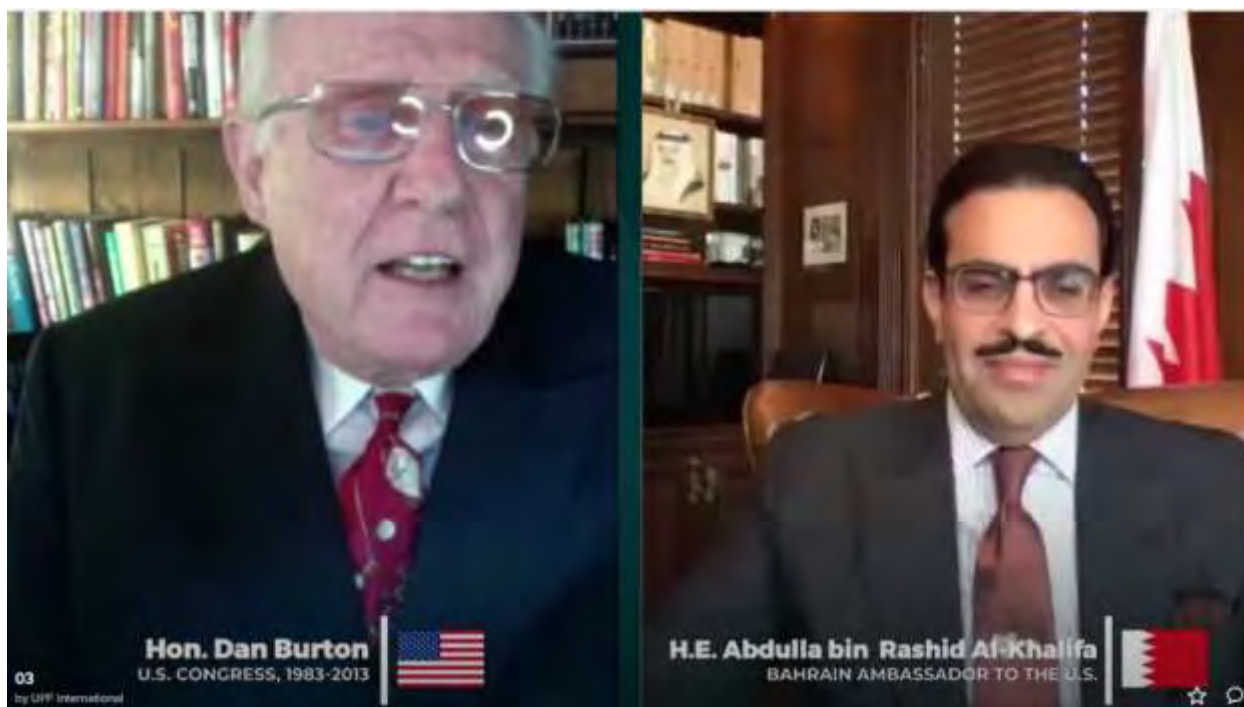 Hon. Dan Burton
U.S. CONGRESS, 1983-2013
H.E. Abdulla bin Rashid Al-Khalifa
BAHRAIN AMBASSADOR TO THE U.S.
03
by UPF International